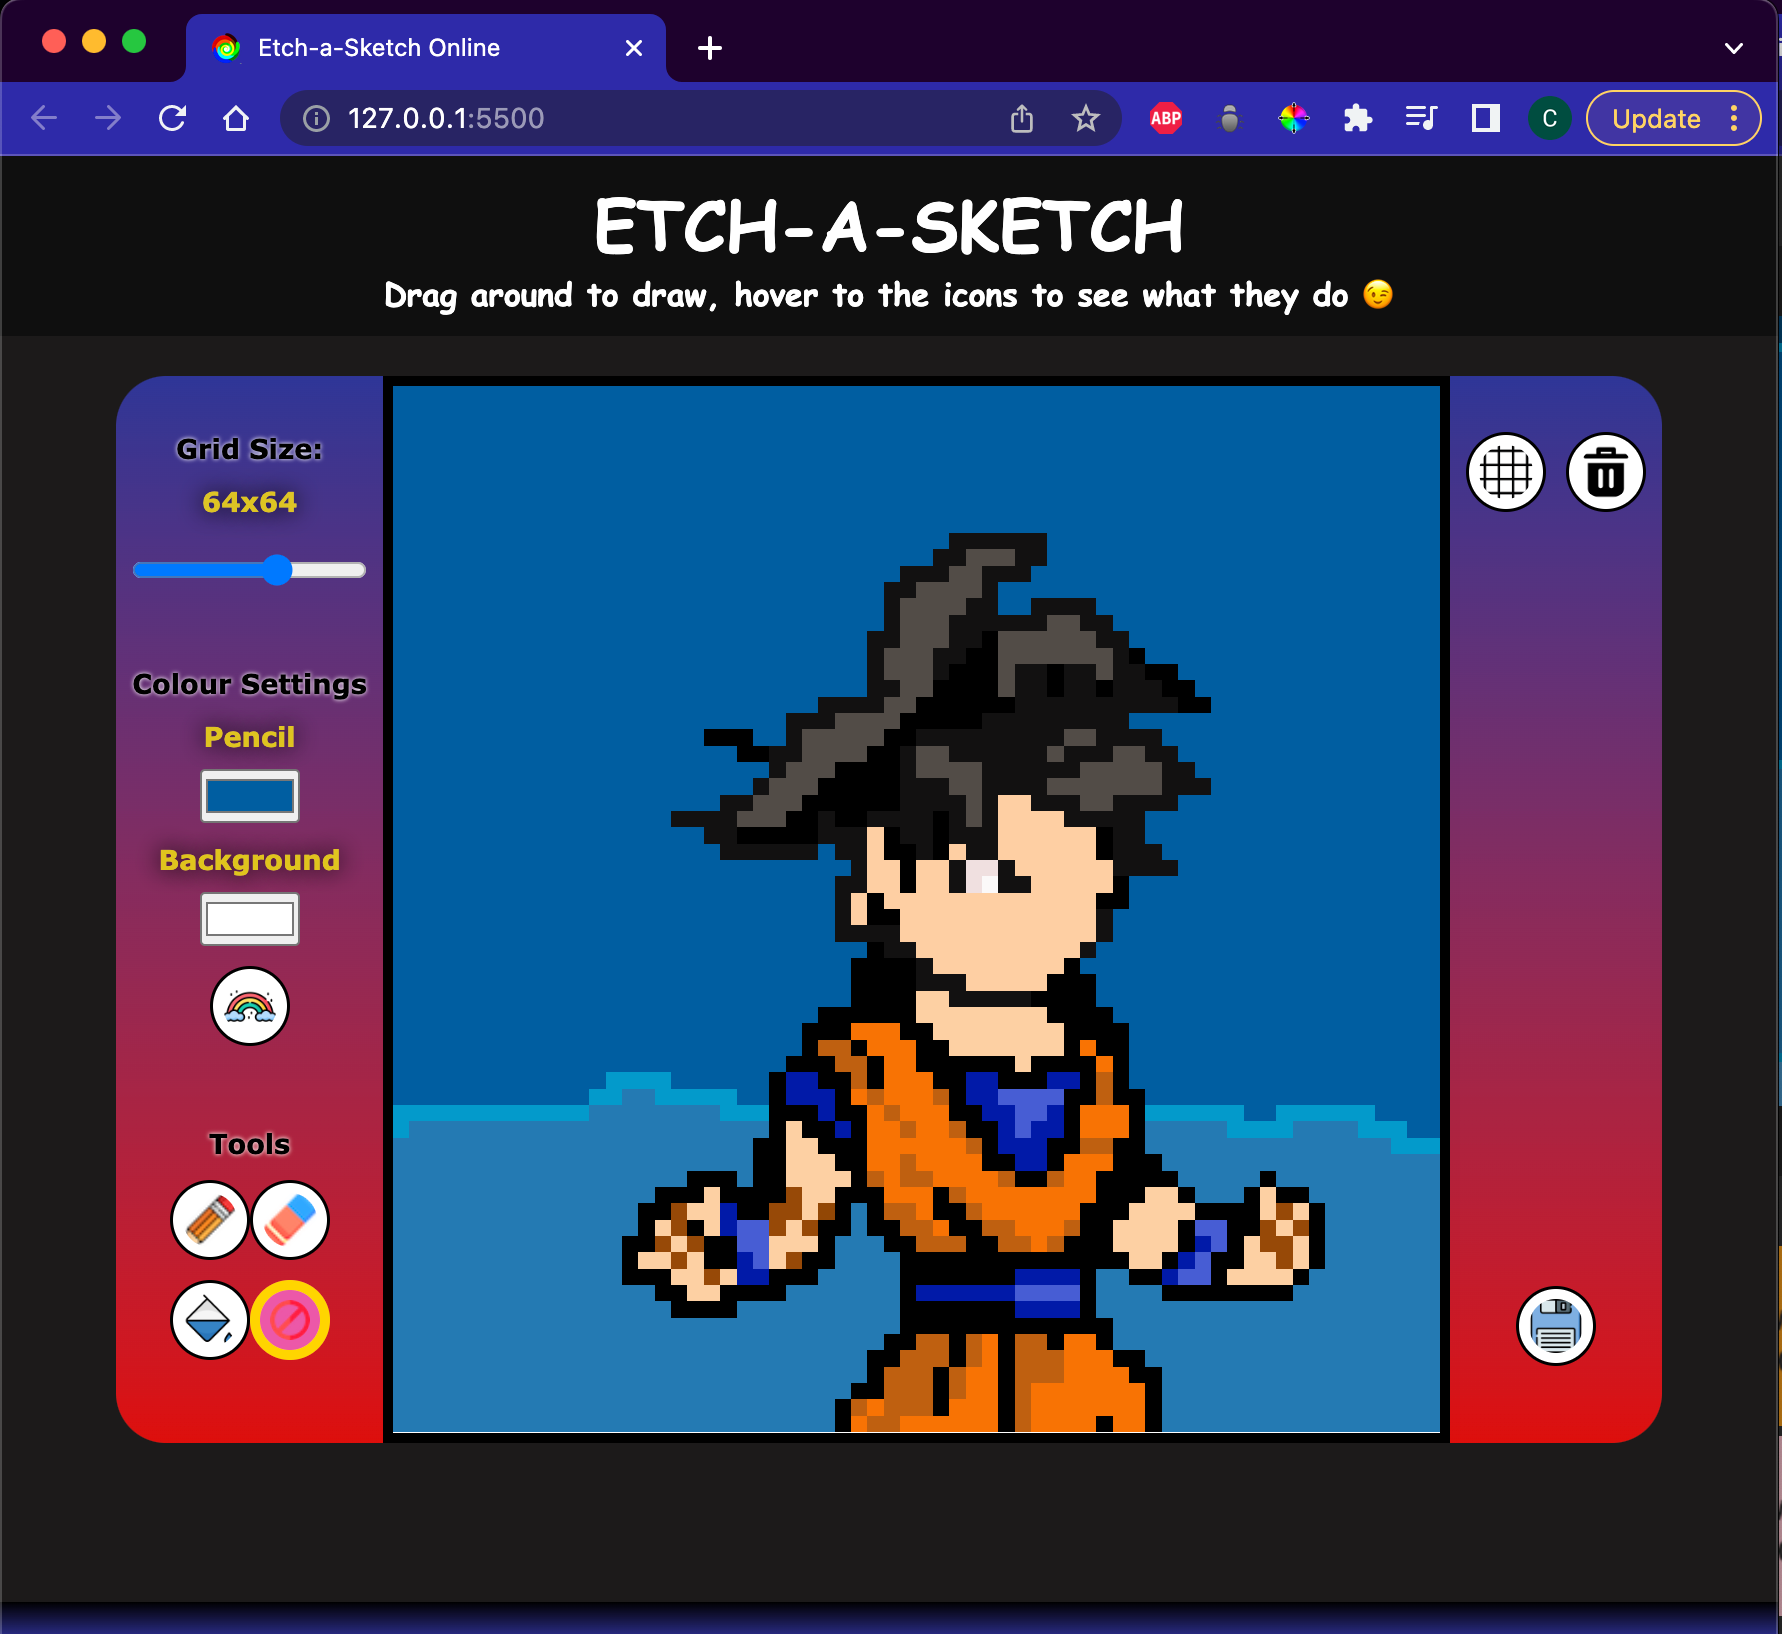 Etch-a-Sketch Online
127.0.0.1:5500
ABP
C
Update
ETCH-A-SKETCH
Drag around to draw, hover to the icons to see what they do 😉
Grid Size:
64x64
Colour Settings
Pencil
Background
Tools